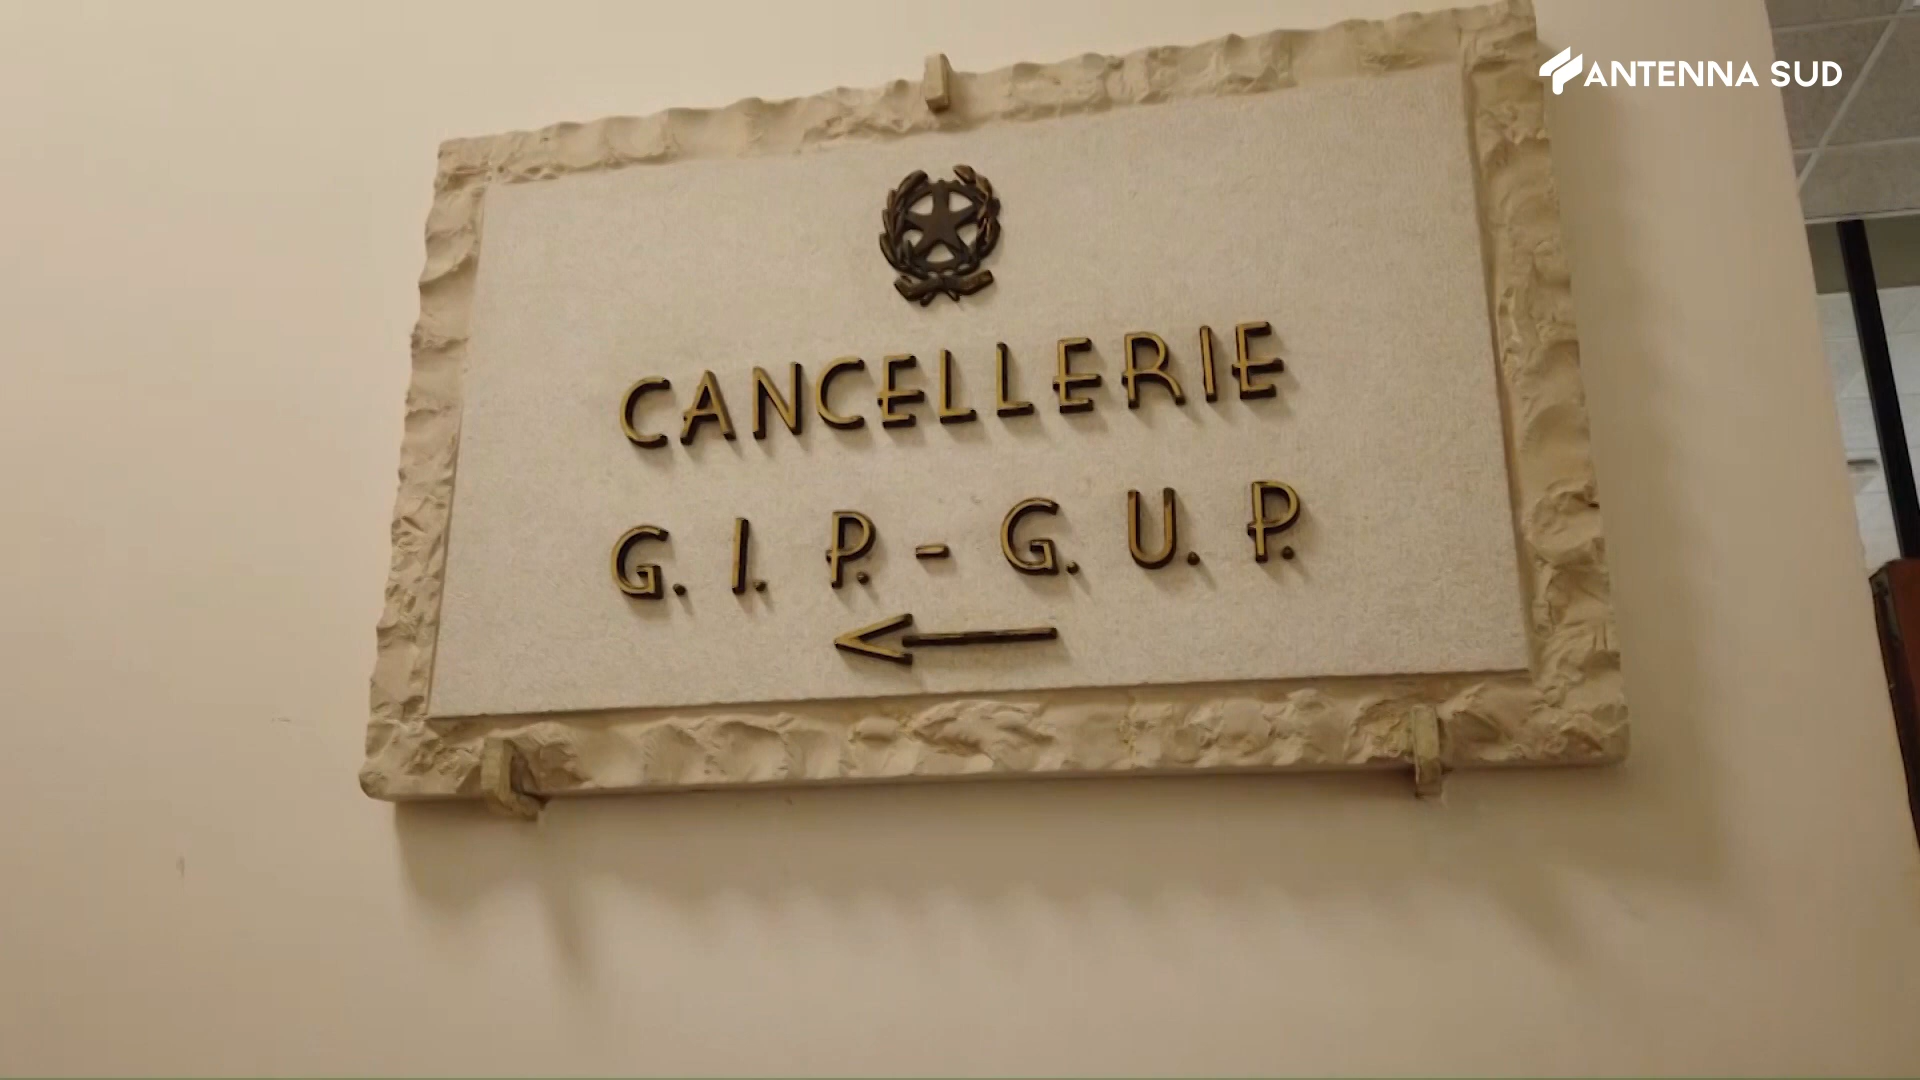 ANTENNA SUD
CANCELLERIE
G. I. P. - G. U. P.